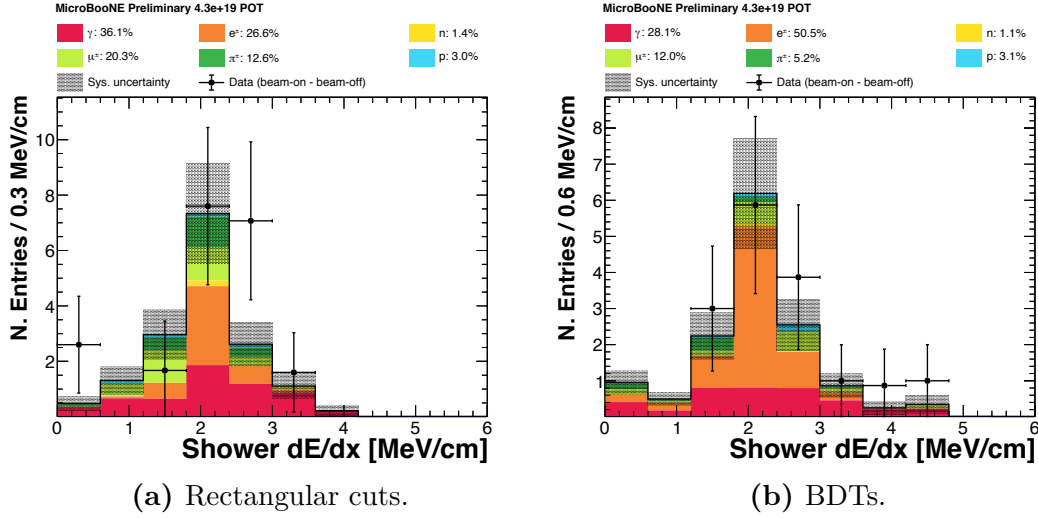 MicroBooNE Preliminary 4.3e+19 POT
γ: 36.1% e±: 26.6% n: 1.4%
μ±: 20.3% π±: 12.6% p: 3.0%
Sys. uncertainty Data (beam-on - beam-off)
N. Entries / 0.3 MeV/cm
10
8
6
4
2
0 1 2 3 4 5 6
Shower dE/dx [MeV/cm]
(a) Rectangular cuts.
MicroBooNE Preliminary 4.3e+19 POT
γ: 28.1% e±: 50.5% n: 1.1%
μ±: 12.0% π±: 5.2% p: 3.1%
Sys. uncertainty Data (beam-on - beam-off)
N. Entries / 0.6 MeV/cm
8
7
6
5
4
3
2
1
0 1 2 3 4 5 6
Shower dE/dx [MeV/cm]
(b) BDTs.